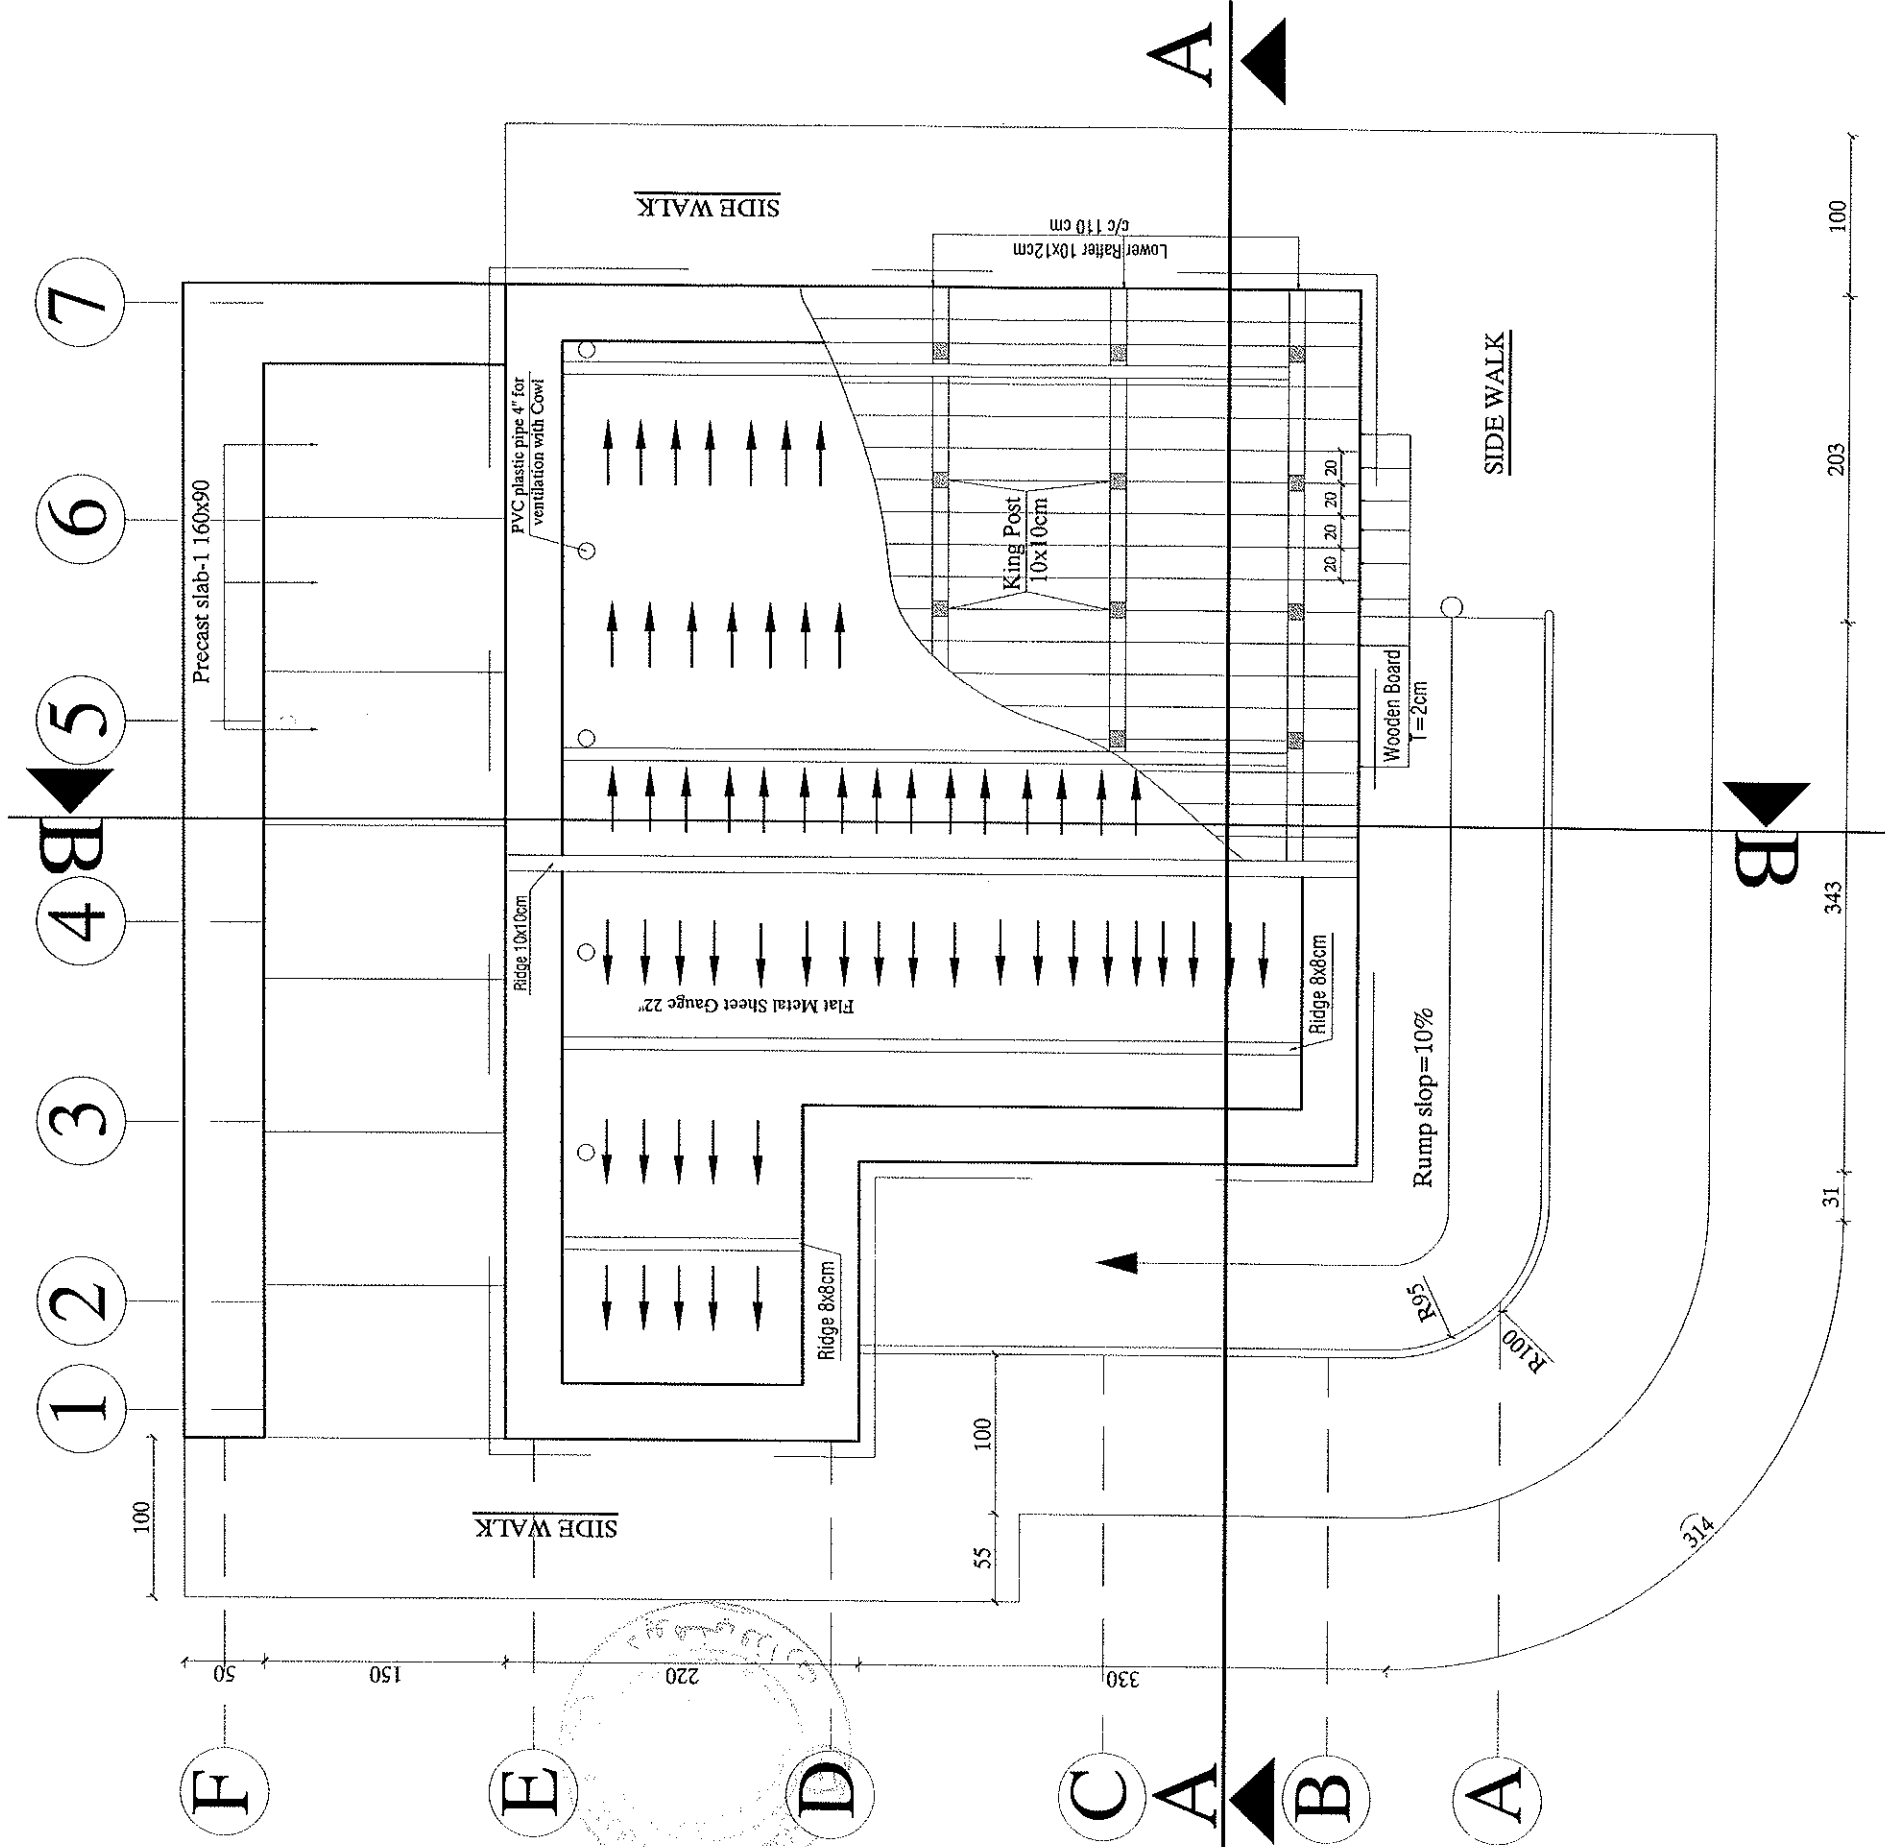 7
6
5
4
3
2
1
B
A
Precast slab-1 160x90
SIDE WALK
PVC plastic pipe 4" for
ventilation with Cowl
Lower Rafter 10x12cm
c/c 110 cm
King Post
10x10cm
20
20
20
20
SIDE WALK
Wooden Board
T=2cm
Ridge 10x10cm
Flat Metal Sheet Gauge 22"
Ridge 8x8cm
Ridge 8x8cm
Rump slop=10%
R95
R100
SIDE WALK
100
100
55
314
50
150
220
330
100
203
343
31
B
F
E
D
C
A
B
A